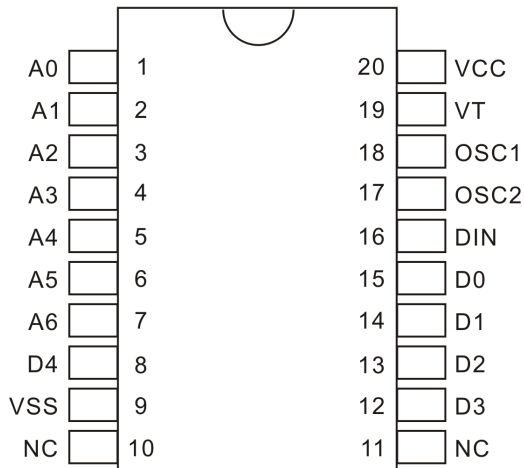 A0 1 20 VCC
A1 2 19 VT
A2 3 18 OSC1
A3 4 17 OSC2
A4 5 16 DIN
A5 6 15 D0
A6 7 14 D1
D4 8 13 D2
VSS 9 12 D3
NC 10 11 NC